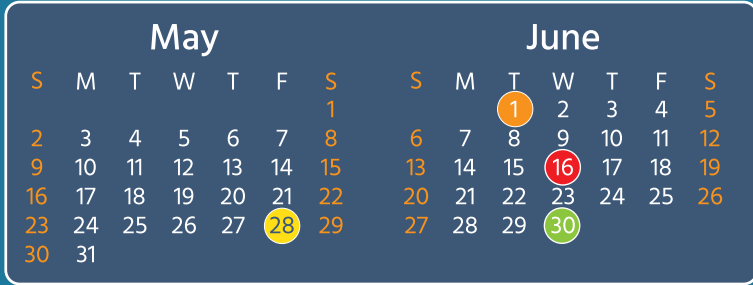 May
S M T W T F S
1
2 3 4 5 6 7 8
9 10 11 12 13 14 15
16 17 18 19 20 21 22
23 24 25 26 27 28 29
30 31
June
S M T W T F S
1 2 3 4 5
6 7 8 9 10 11 12
13 14 15 16 17 18 19
20 21 22 23 24 25 26
27 28 29 30